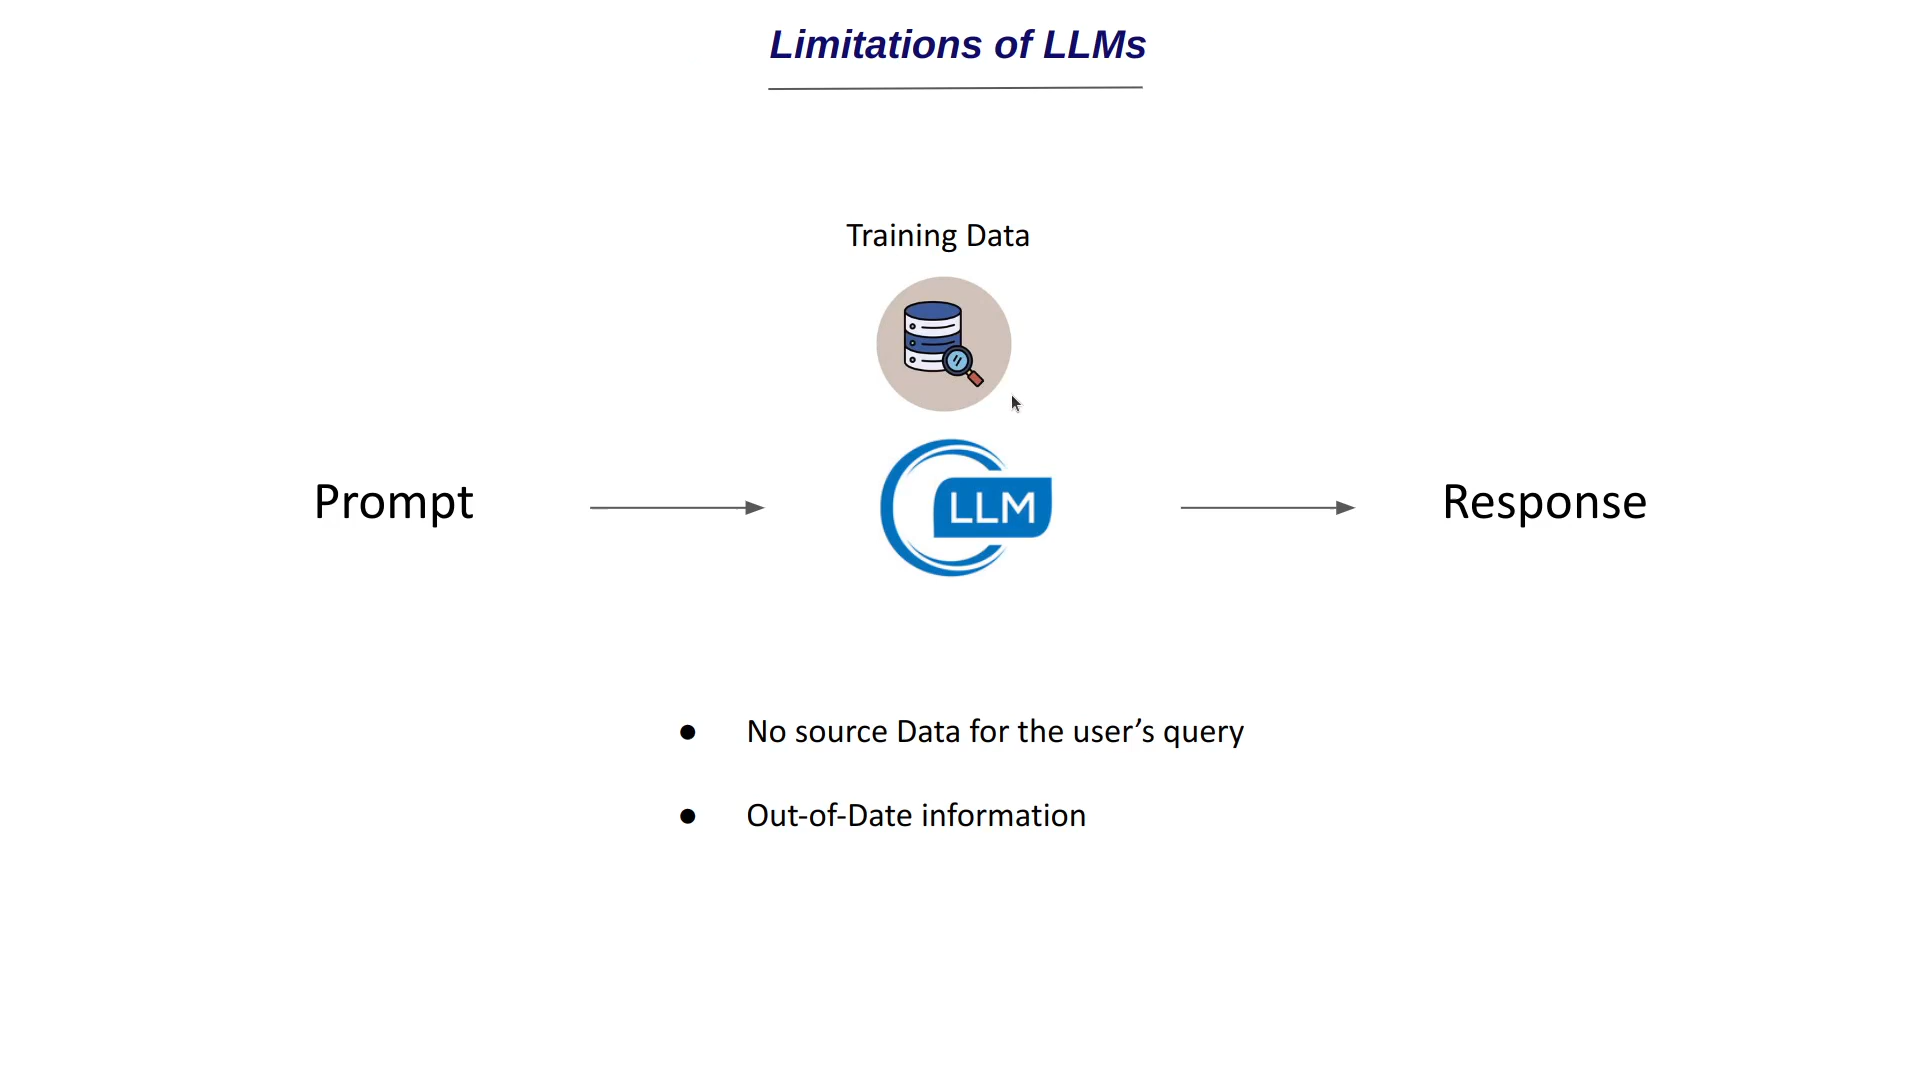 Limitations of LLMs
Training Data
Prompt
LLM
Response
● No source Data for the user’s query
● Out-of-Date information